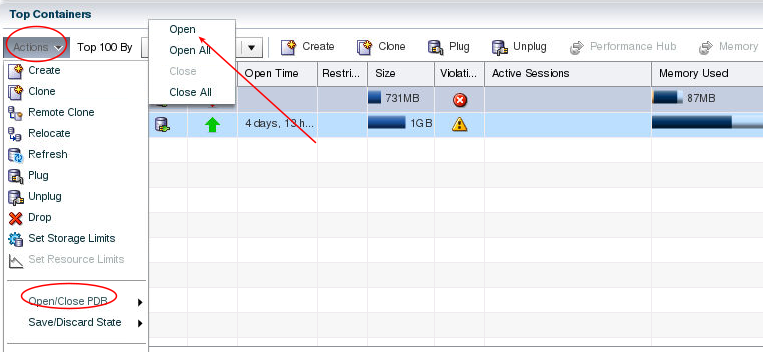 Top Containers
Actions Top 100 By Create Clone Plug Unplug Performance Hub Memory
Open
Open All
Close
Close All
Open Time Restri... Size Violati... Active Sessions Memory Used
731MB 87MB
4 days, 13 h... 1GB
Create
Clone
Remote Clone
Relocate
Refresh
Plug
Unplug
Drop
Set Storage Limits
Set Resource Limits
Open/Close PDB
Save/Discard State